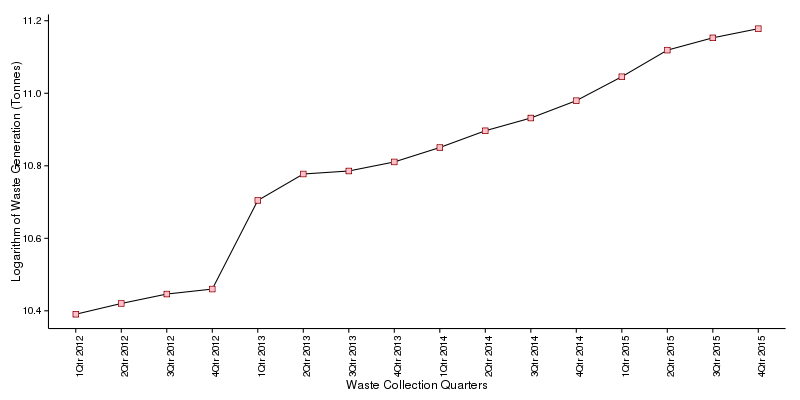 Logarithm of Waste Generation (Tonnes)
11.2
11.0
10.8
10.6
10.4
1Qtr 2012
2Qtr 2012
3Qtr 2012
4Qtr 2012
1Qtr 2013
2Qtr 2013
3Qtr 2013
4Qtr 2013
1Qtr 2014
2Qtr 2014
3Qtr 2014
4Qtr 2014
1Qtr 2015
2Qtr 2015
3Qtr 2015
4Qtr 2015
Waste Collection Quarters